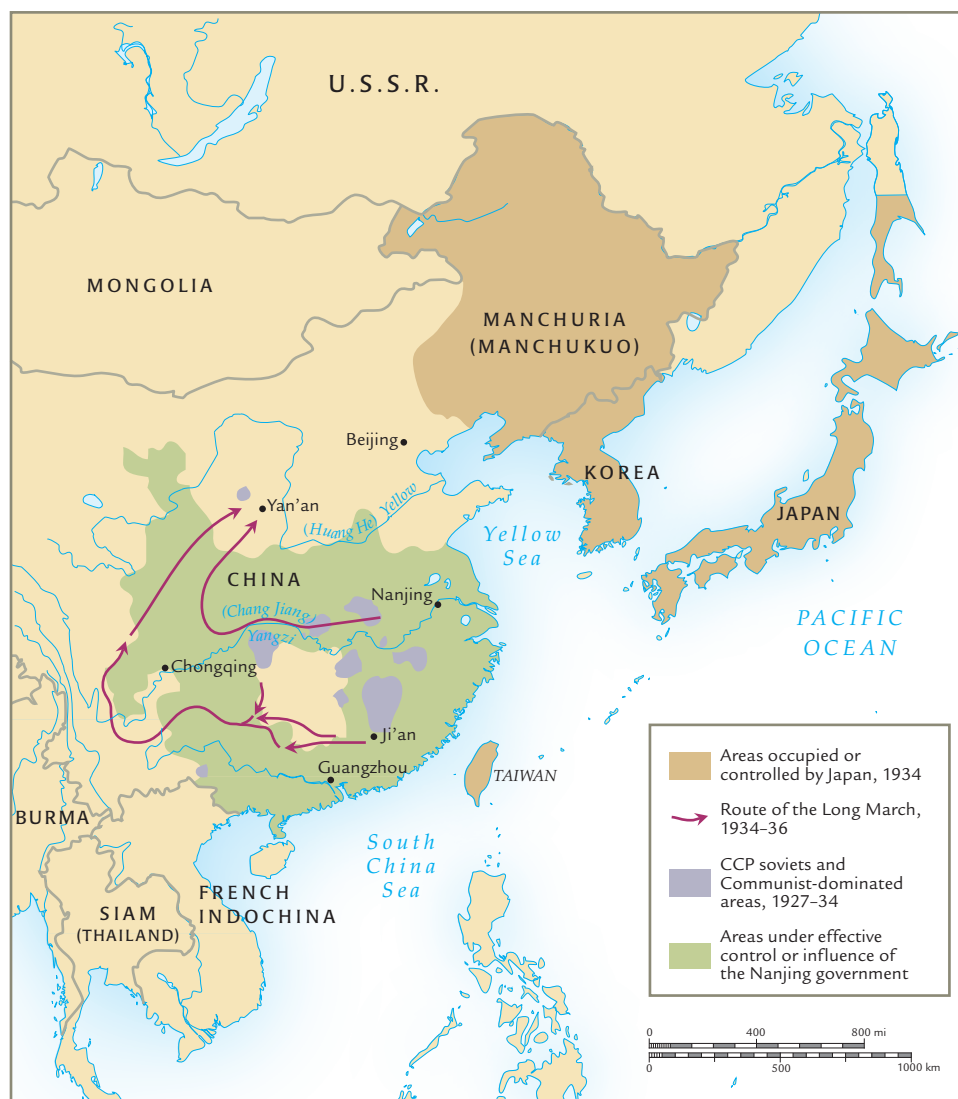 U.S.S.R.
MONGOLIA
MANCHURIA
(MANCHUKUO)
Beijing
KOREA
Yan'an
(Huang He) Yellow
JAPAN
Yellow
Sea
CHINA
Nanjing
(Chang Jiang)
Yangzi
PACIFIC
OCEAN
Chongqing
Ji'an
Guangzhou
TAIWAN
BURMA
South
China
Sea
FRENCH
INDOCHINA
SIAM
(THAILAND)
Areas occupied or
controlled by Japan, 1934
Route of the Long March,
1934–36
CCP soviets and
Communist-dominated
areas, 1927–34
Areas under effective
control or influence of
the Nanjing government
0 400 800 mi
0 500 1000 km